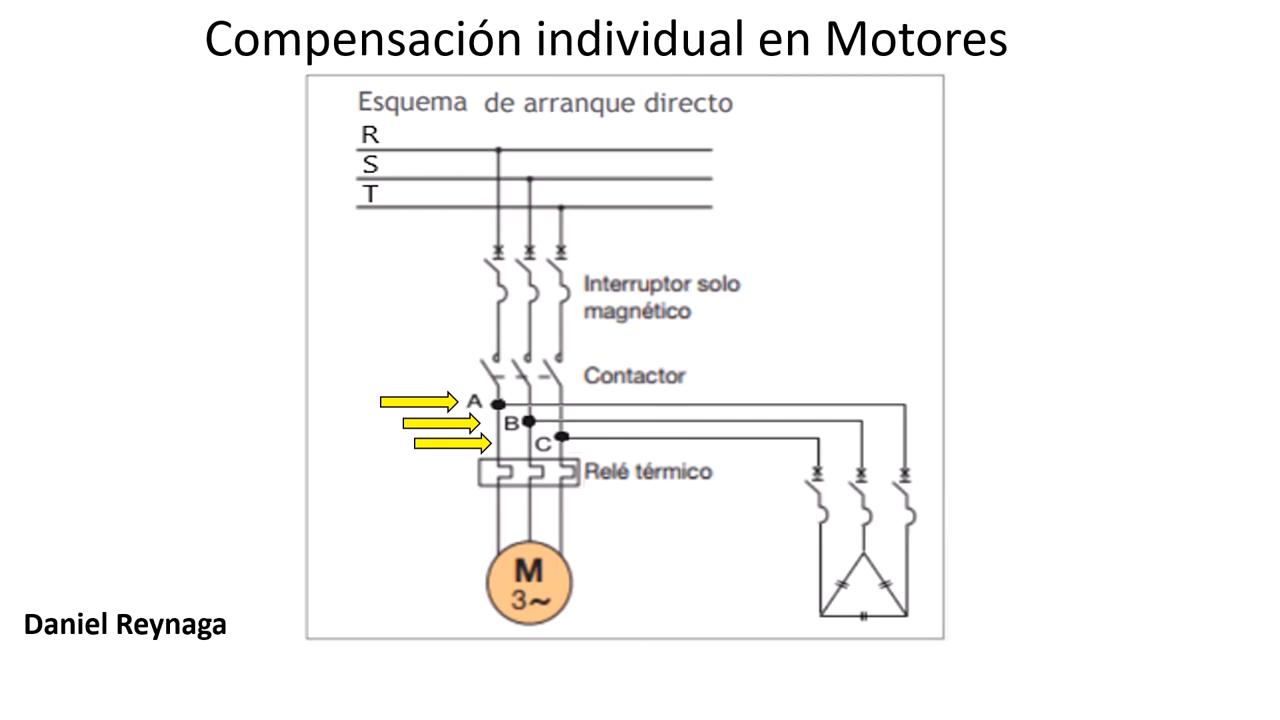 Compensación individual en Motores
Esquema de arranque directo
R
S
T
Interruptor solo
magnético
Contactor
A
B
C
Relé térmico
M
3~
Daniel Reynaga